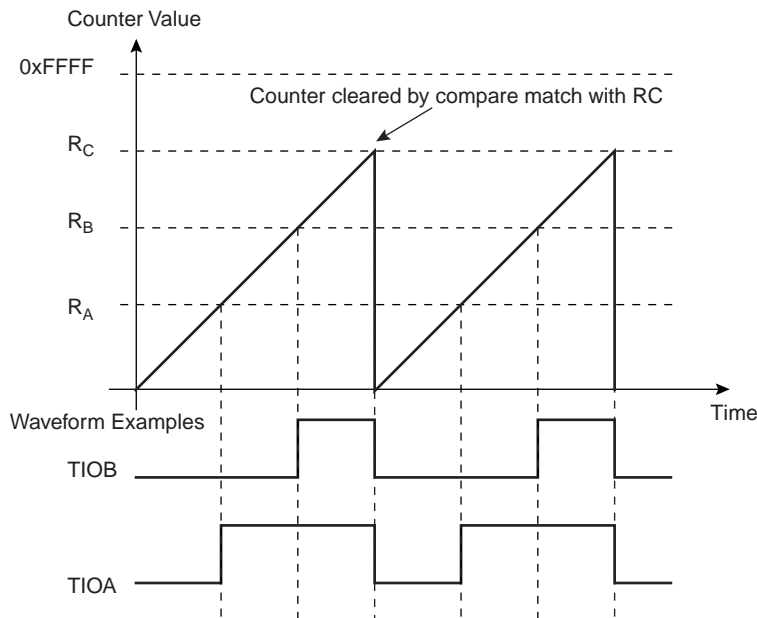 Counter Value
0xFFFF
Counter cleared by compare match with RC
RC
RB
RA
Time
Waveform Examples
TIOB
TIOA